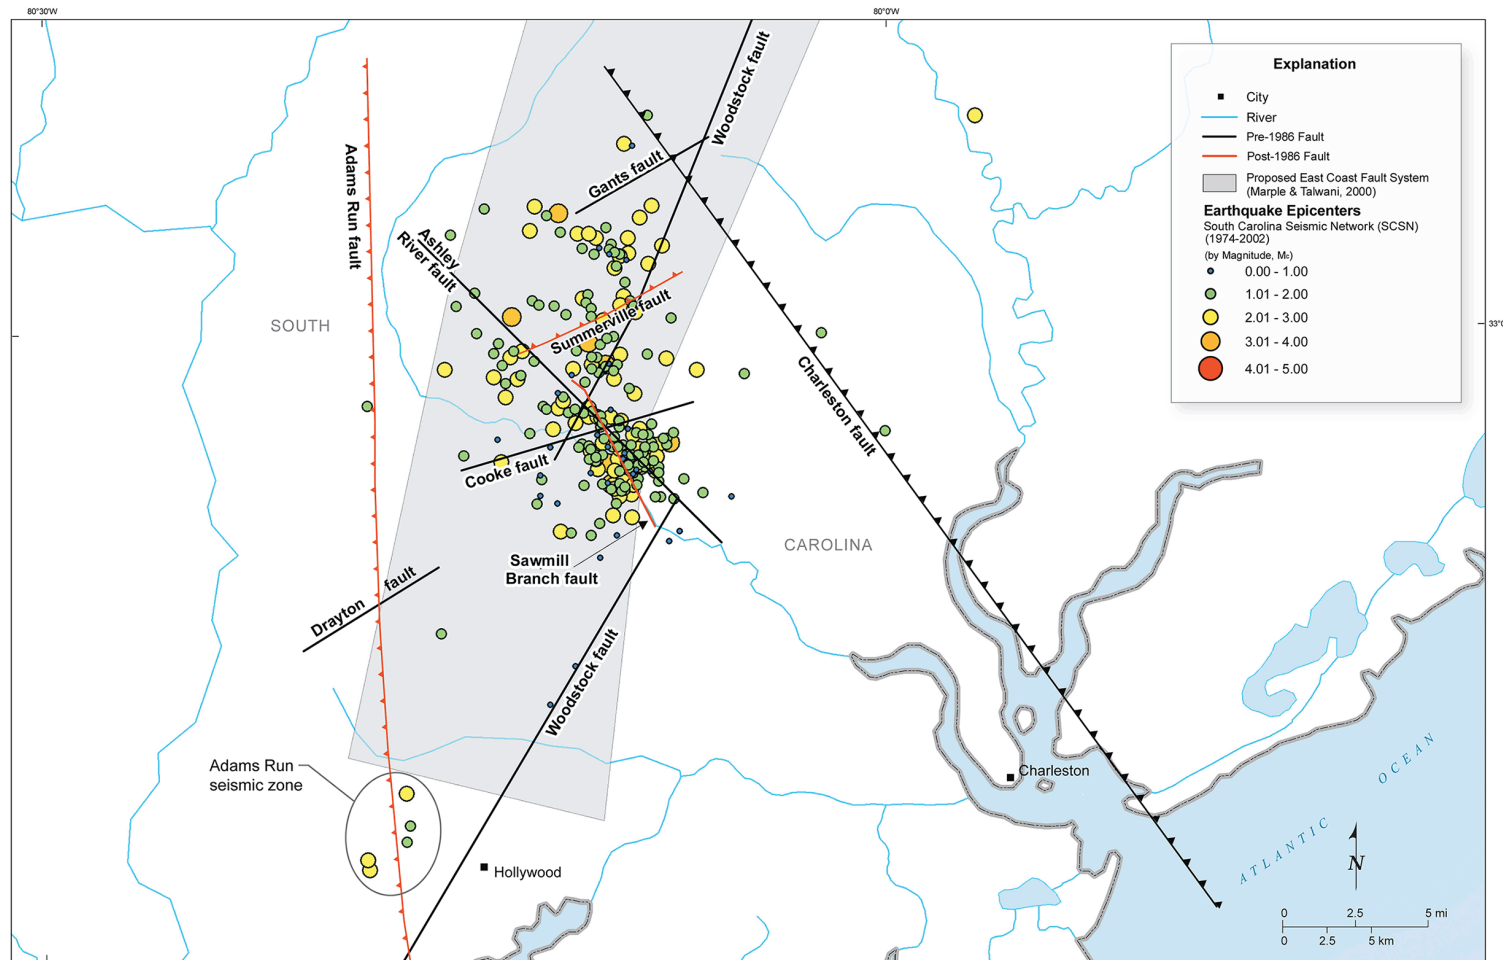 80°30'W
80°0'W
Explanation
City
River
Pre-1986 Fault
Post-1986 Fault
Proposed East Coast Fault System
(Marple & Talwani, 2000)
Earthquake Epicenters
South Carolina Seismic Network (SCSN)
(1974-2002)
(by Magnitude, Mc)
0.00 - 1.00
1.01 - 2.00
2.01 - 3.00
3.01 - 4.00
4.01 - 5.00
Woodstock fault
Adams Run fault
Gants fault
Ashley
River fault
SOUTH
Summerville fault
33°0
Charleston fault
Cooke fault
CAROLINA
Sawmill
Branch fault
Drayton fault
Woodstock fault
Adams Run
seismic zone
Charleston
Hollywood
ATLANTIC OCEAN
N
0 2.5 5 mi
0 2.5 5 km